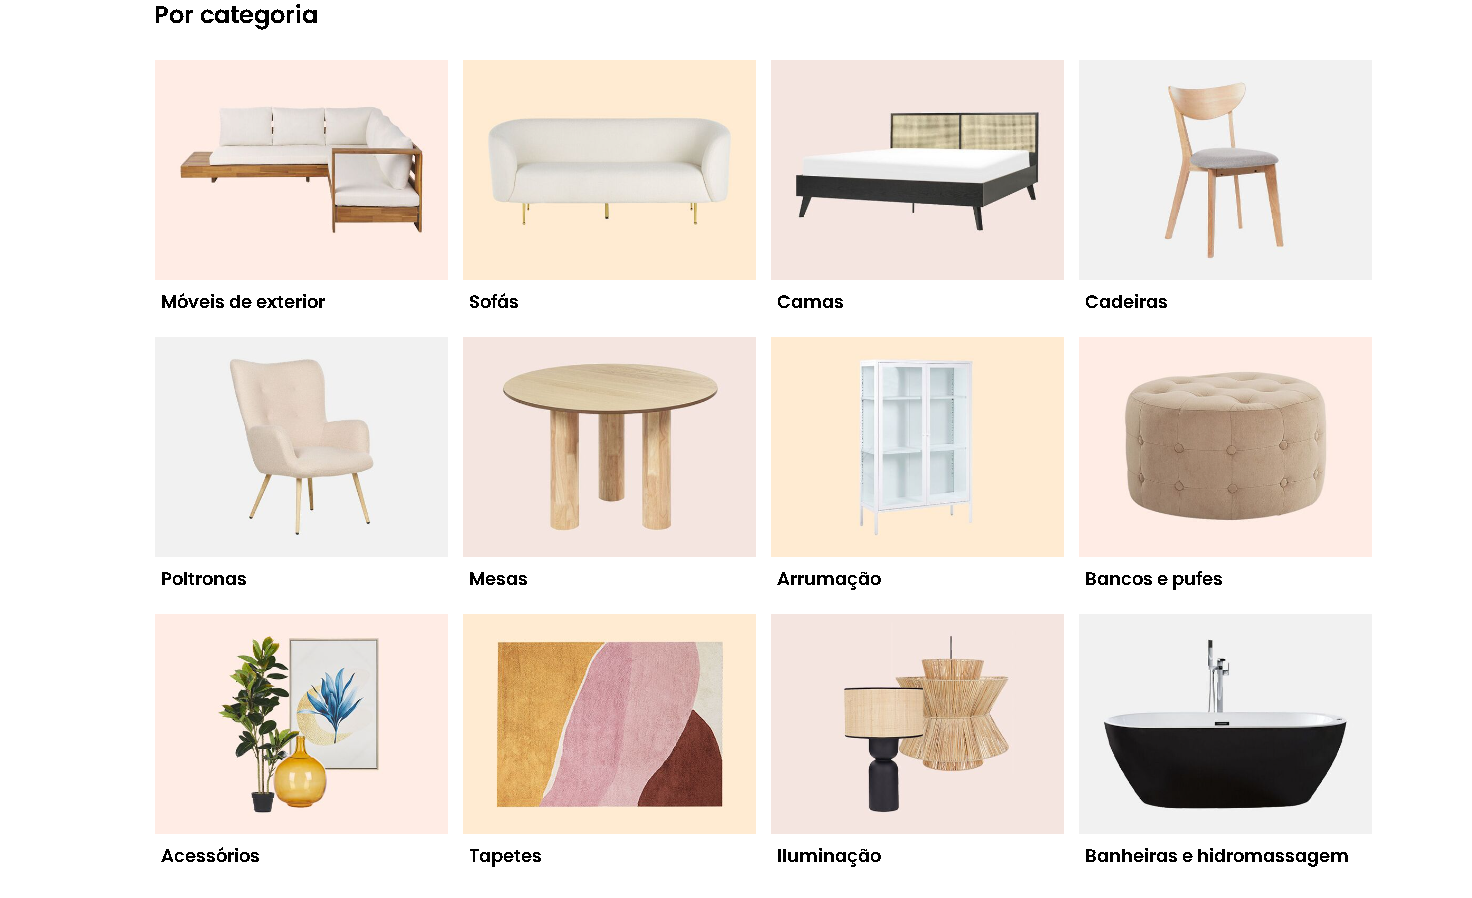 Por categoria
Móveis de exterior
Sofás
Camas
Cadeiras
Poltronas
Mesas
Arrumação
Bancos e pufes
Acessórios
Tapetes
Iluminação
Banheiras e hidromassagem